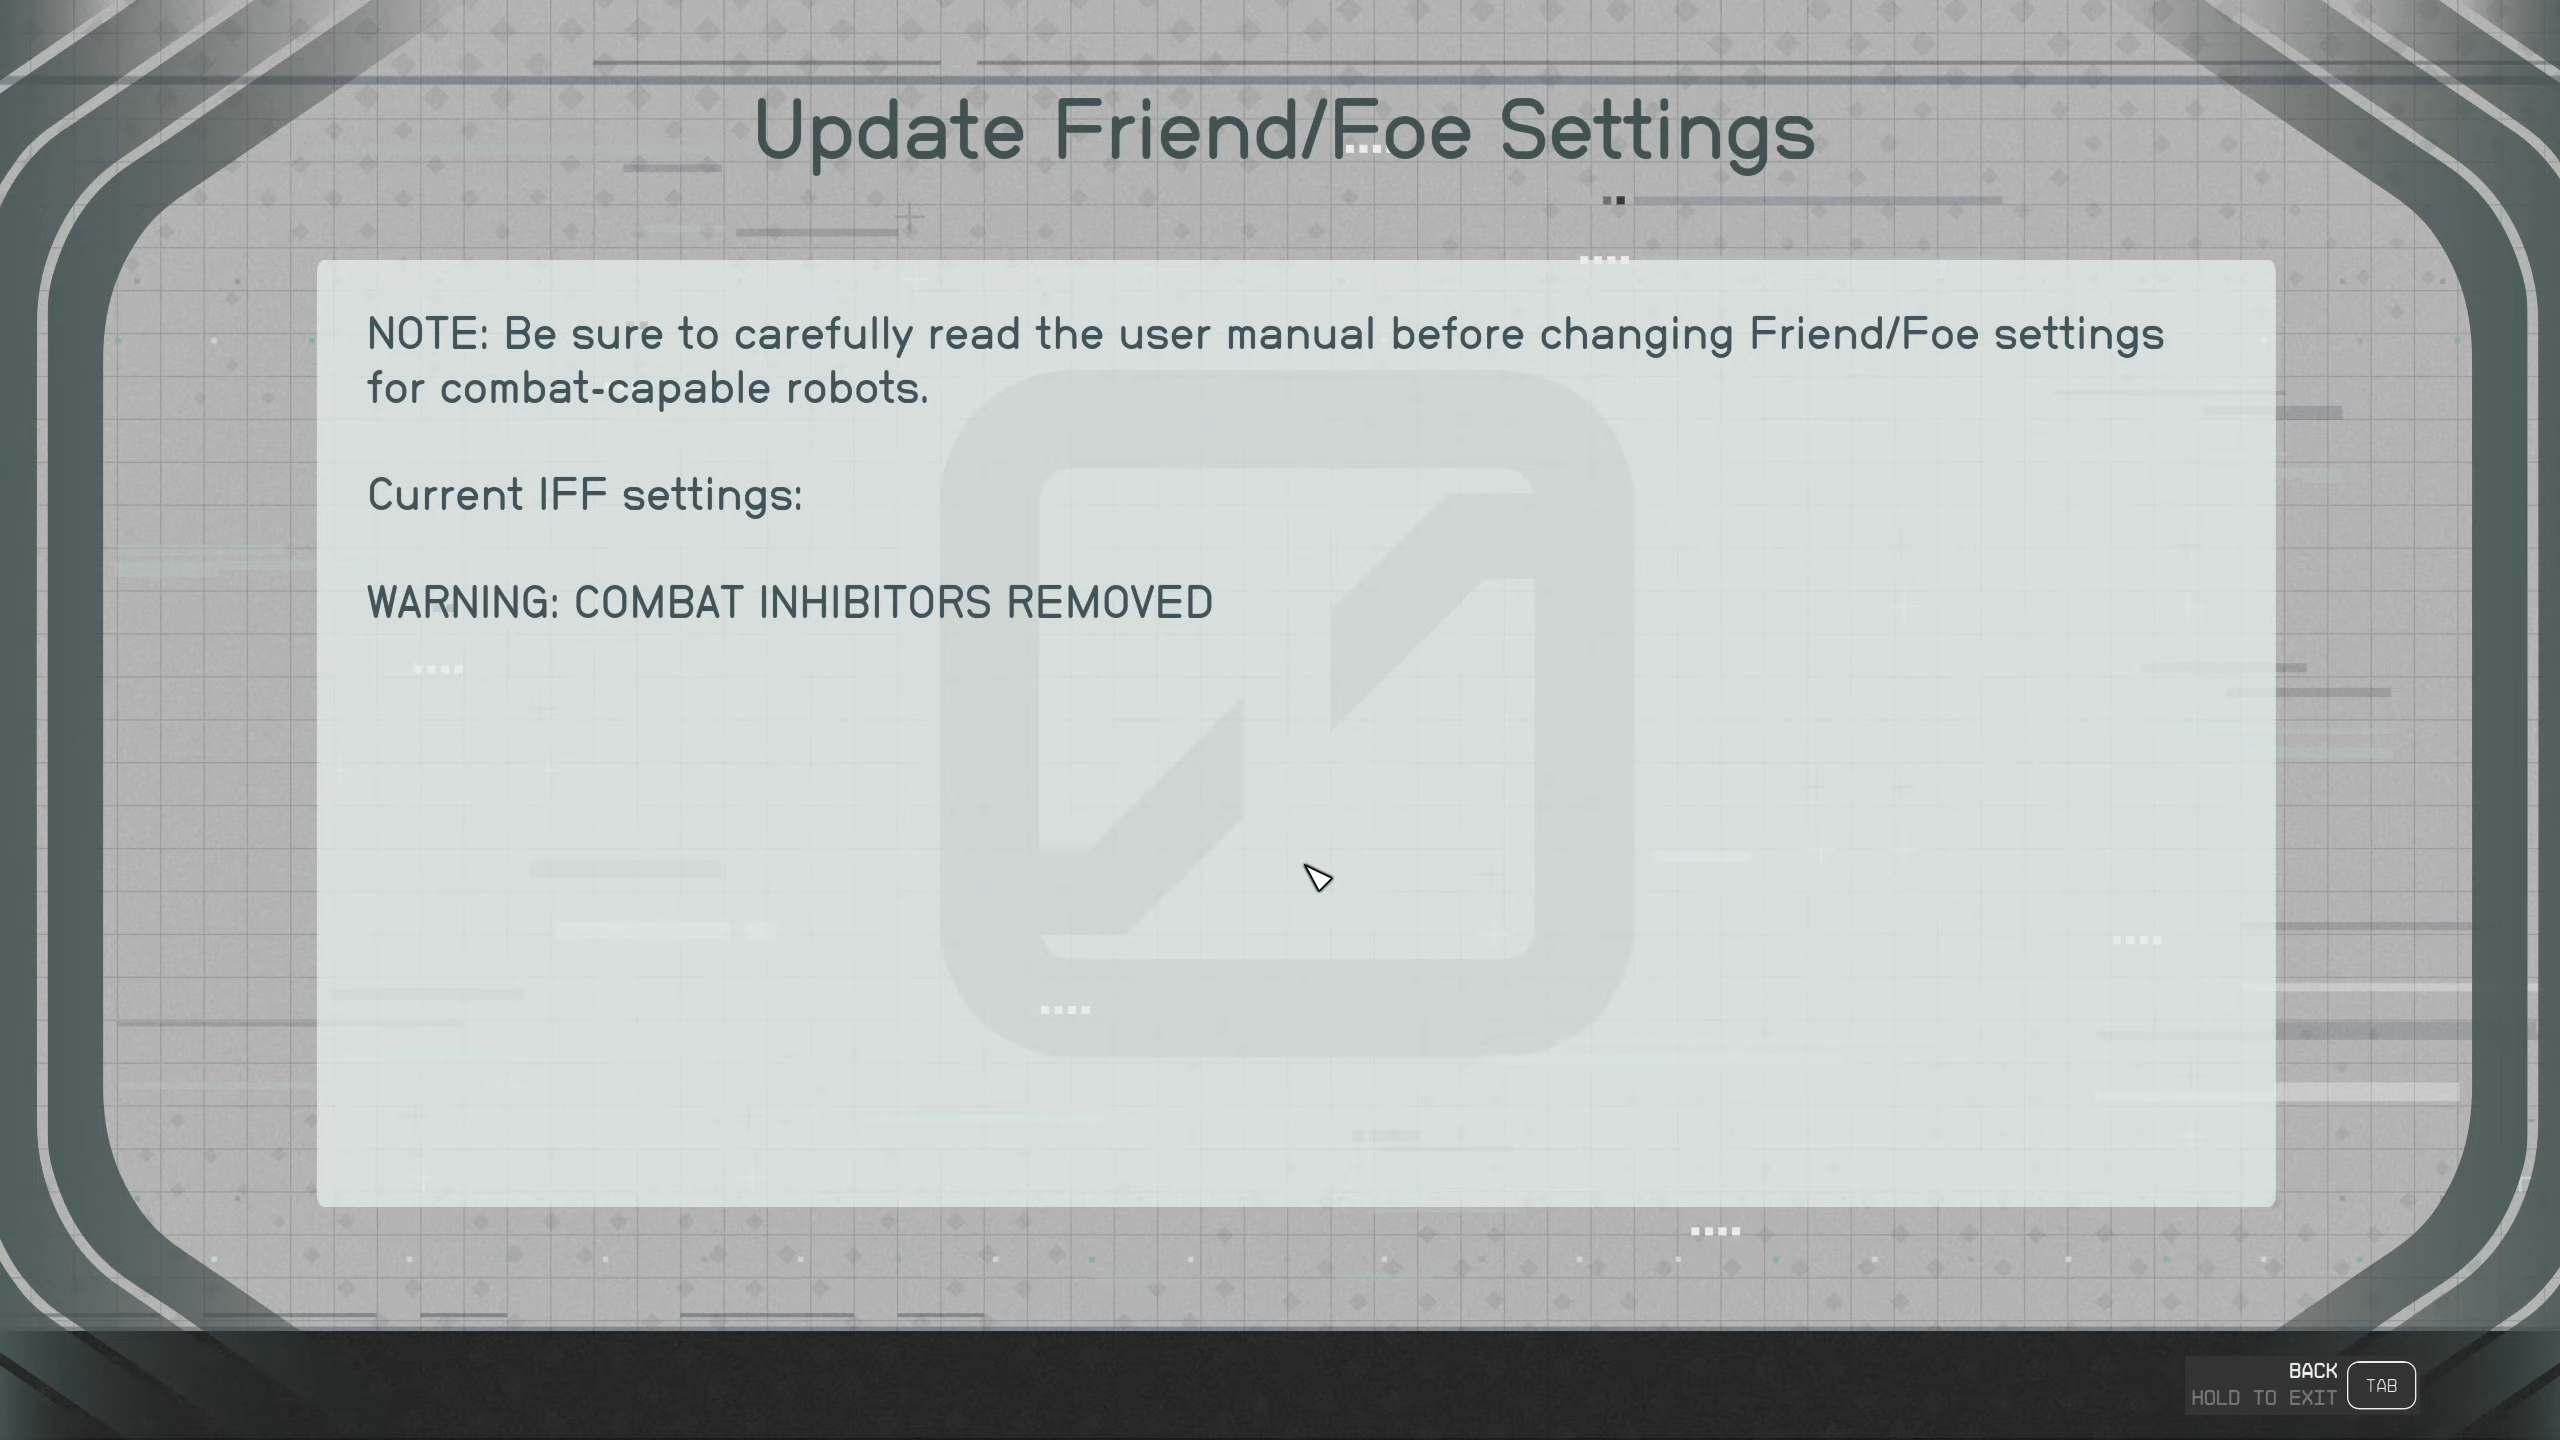 Update Friend/Foe Settings
NOTE: Be sure to carefully read the user manual before changing Friend/Foe settings
for combat-capable robots.
Current IFF settings:
WARNING: COMBAT INHIBITORS REMOVED
BACK
HOLD TO EXIT
TAB